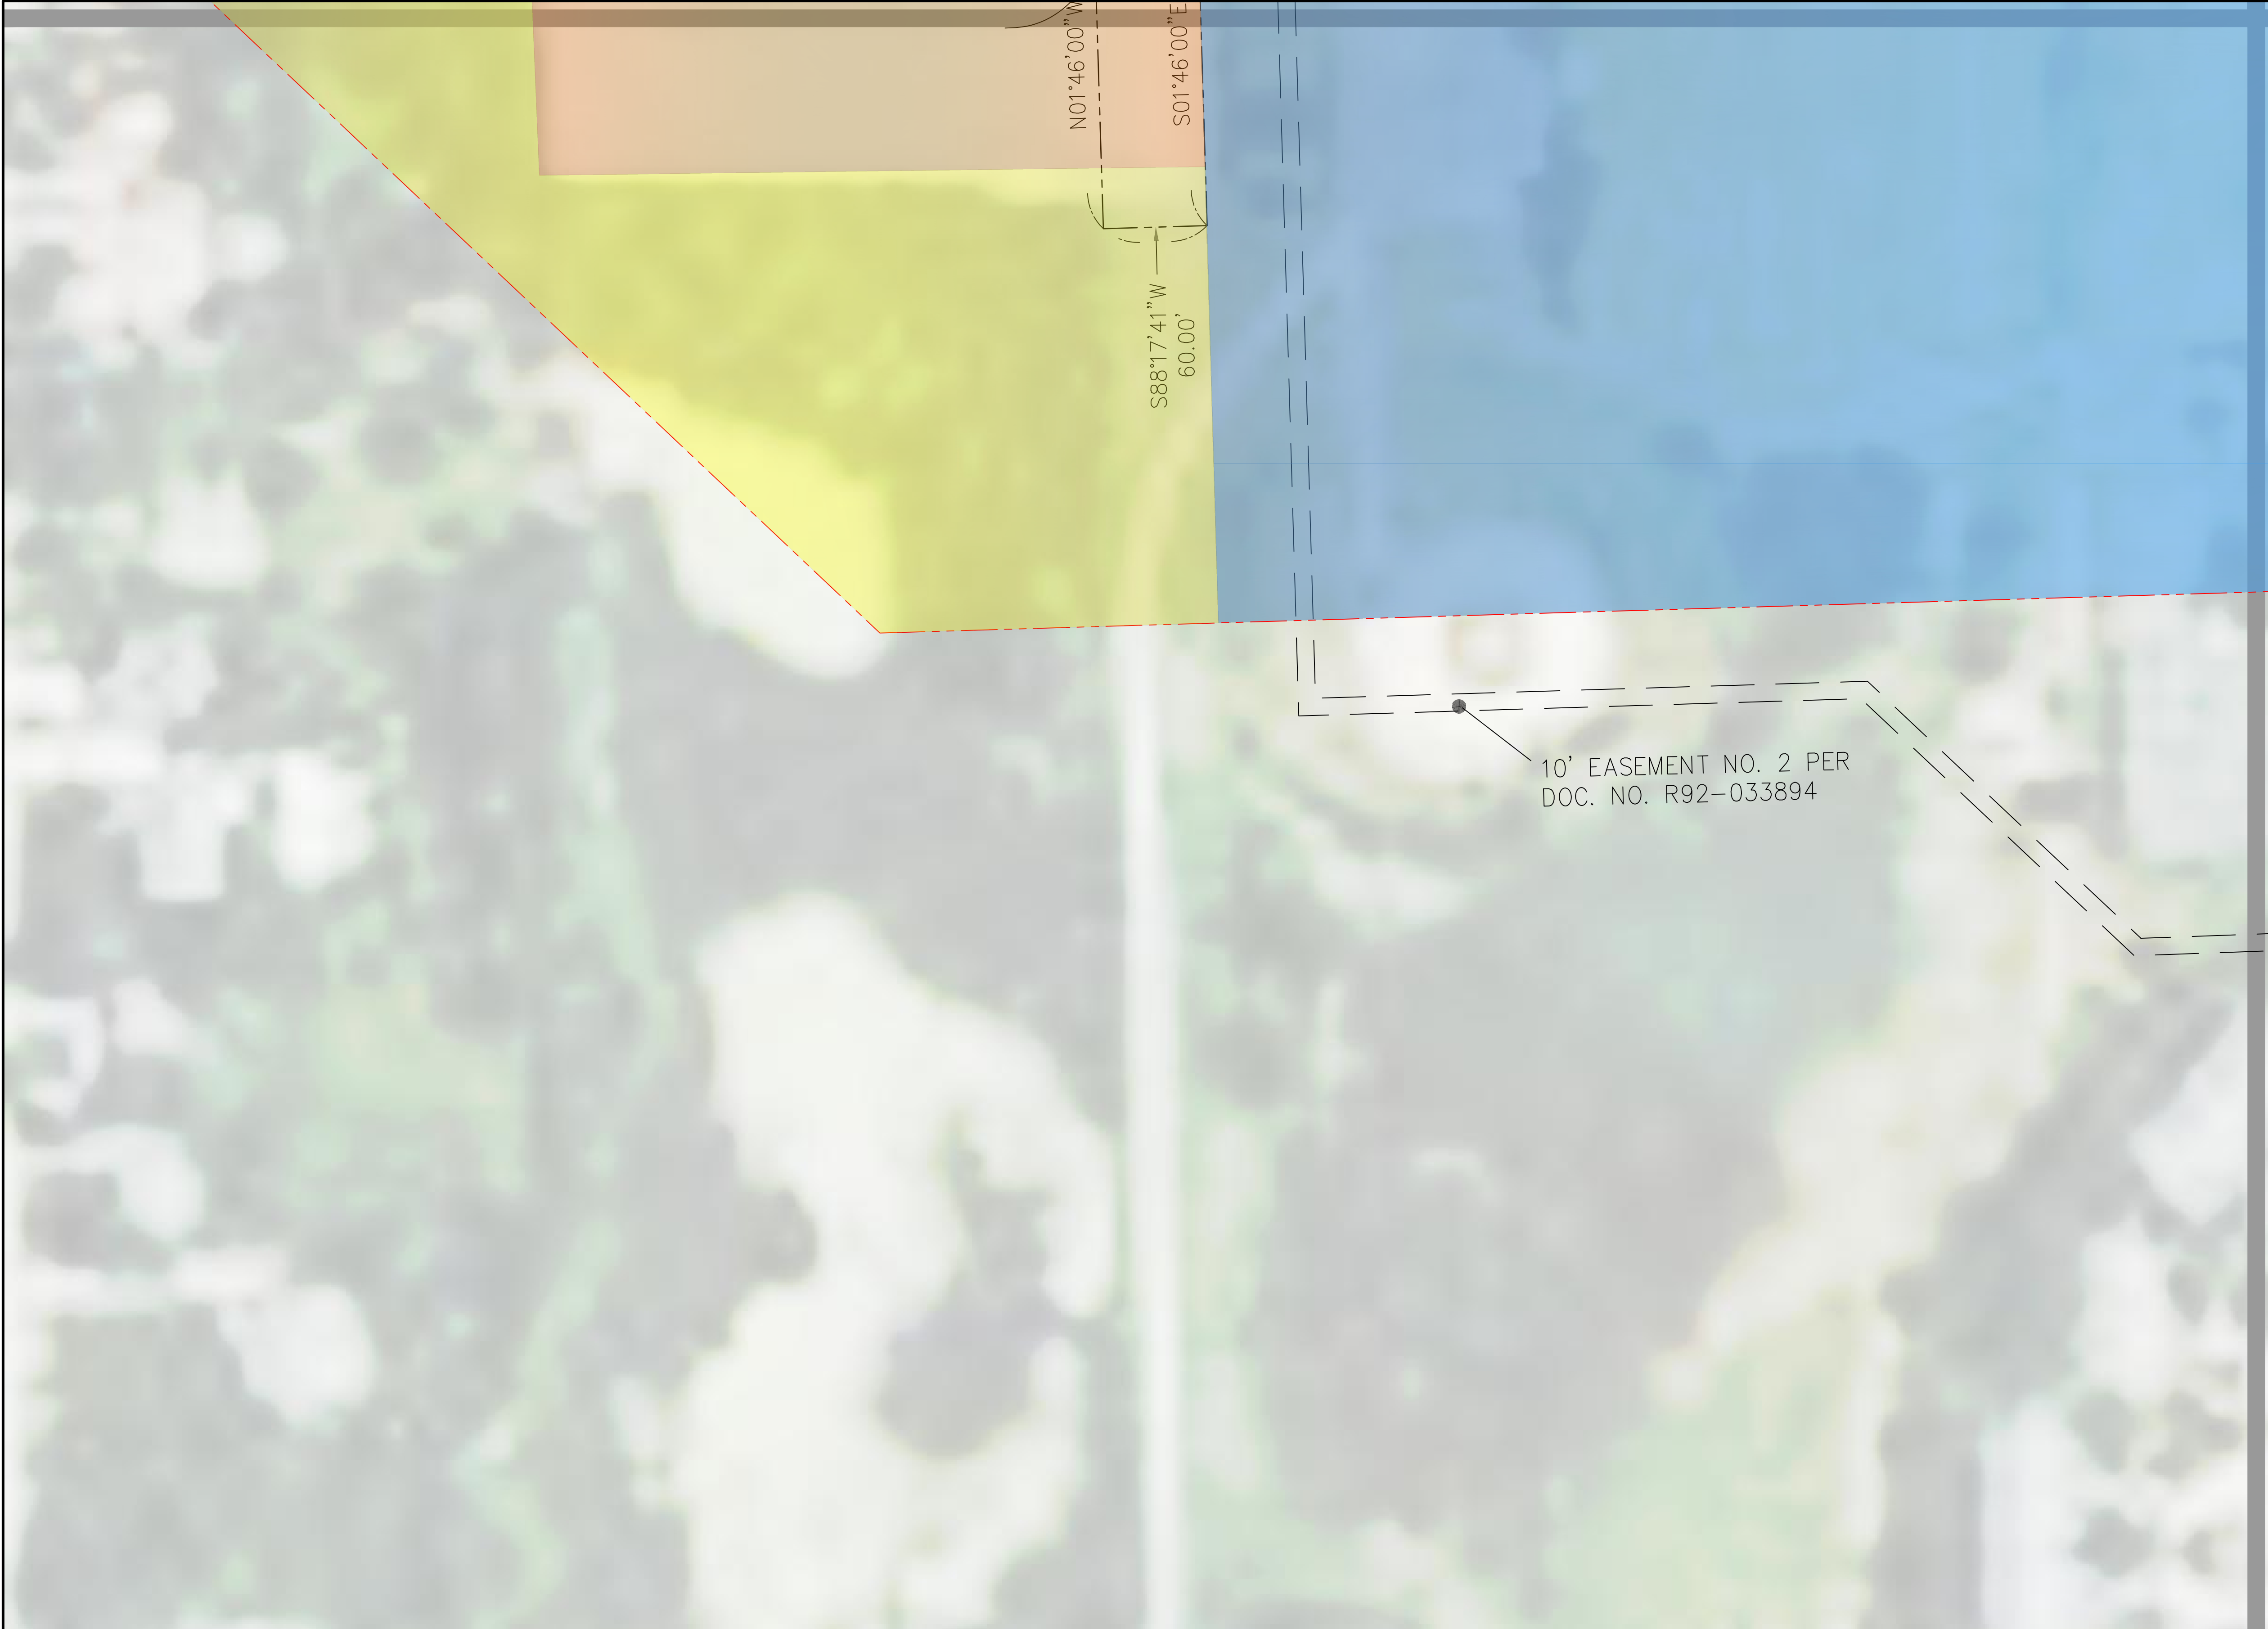 N01°46'00"W
S01°46'00"E
S88°17'41"W
60.00'
10' EASEMENT NO. 2 PER
DOC. NO. R92-033894